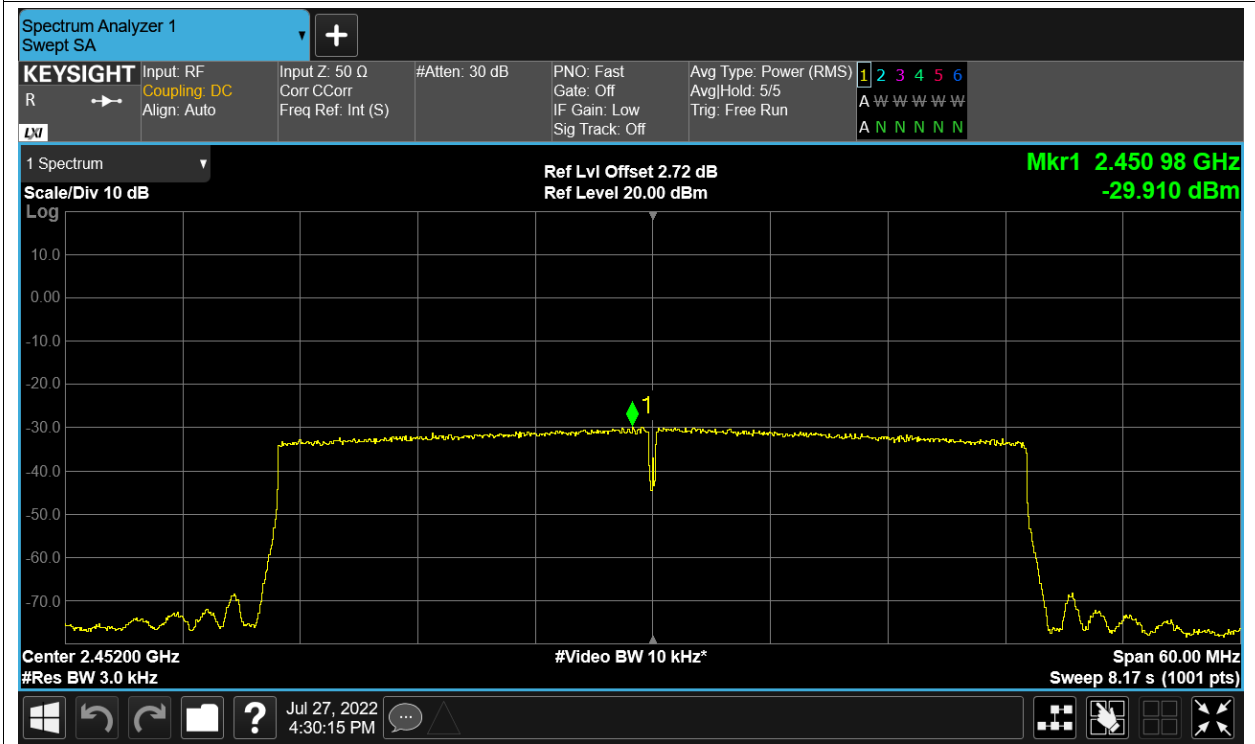 Spectrum Analyzer 1
Swept SA
KEYSIGHT Input: RF Input Z: 50 Ω #Atten: 30 dB PNO: Fast Avg Type: Power (RMS) 1 2 3 4 5 6
R Coupling: DC Corr CCorr Gate: Off Avg|Hold: 5/5 A W W W W W
Align: Auto Freq Ref: Int (S) IF Gain: Low Trig: Free Run
LXI Sig Track: Off A N N N N N
1 Spectrum Ref Lvl Offset 2.72 dB Mkr1 2.450 98 GHz
Scale/Div 10 dB Ref Level 20.00 dBm -29.910 dBm
Log
10.0
0.00
-10.0
-20.0
1
-30.0
-40.0
-50.0
-60.0
-70.0
Center 2.45200 GHz #Video BW 10 kHz* Span 60.00 MHz
#Res BW 3.0 kHz Sweep 8.17 s (1001 pts)
? Jul 27, 2022
4:30:15 PM